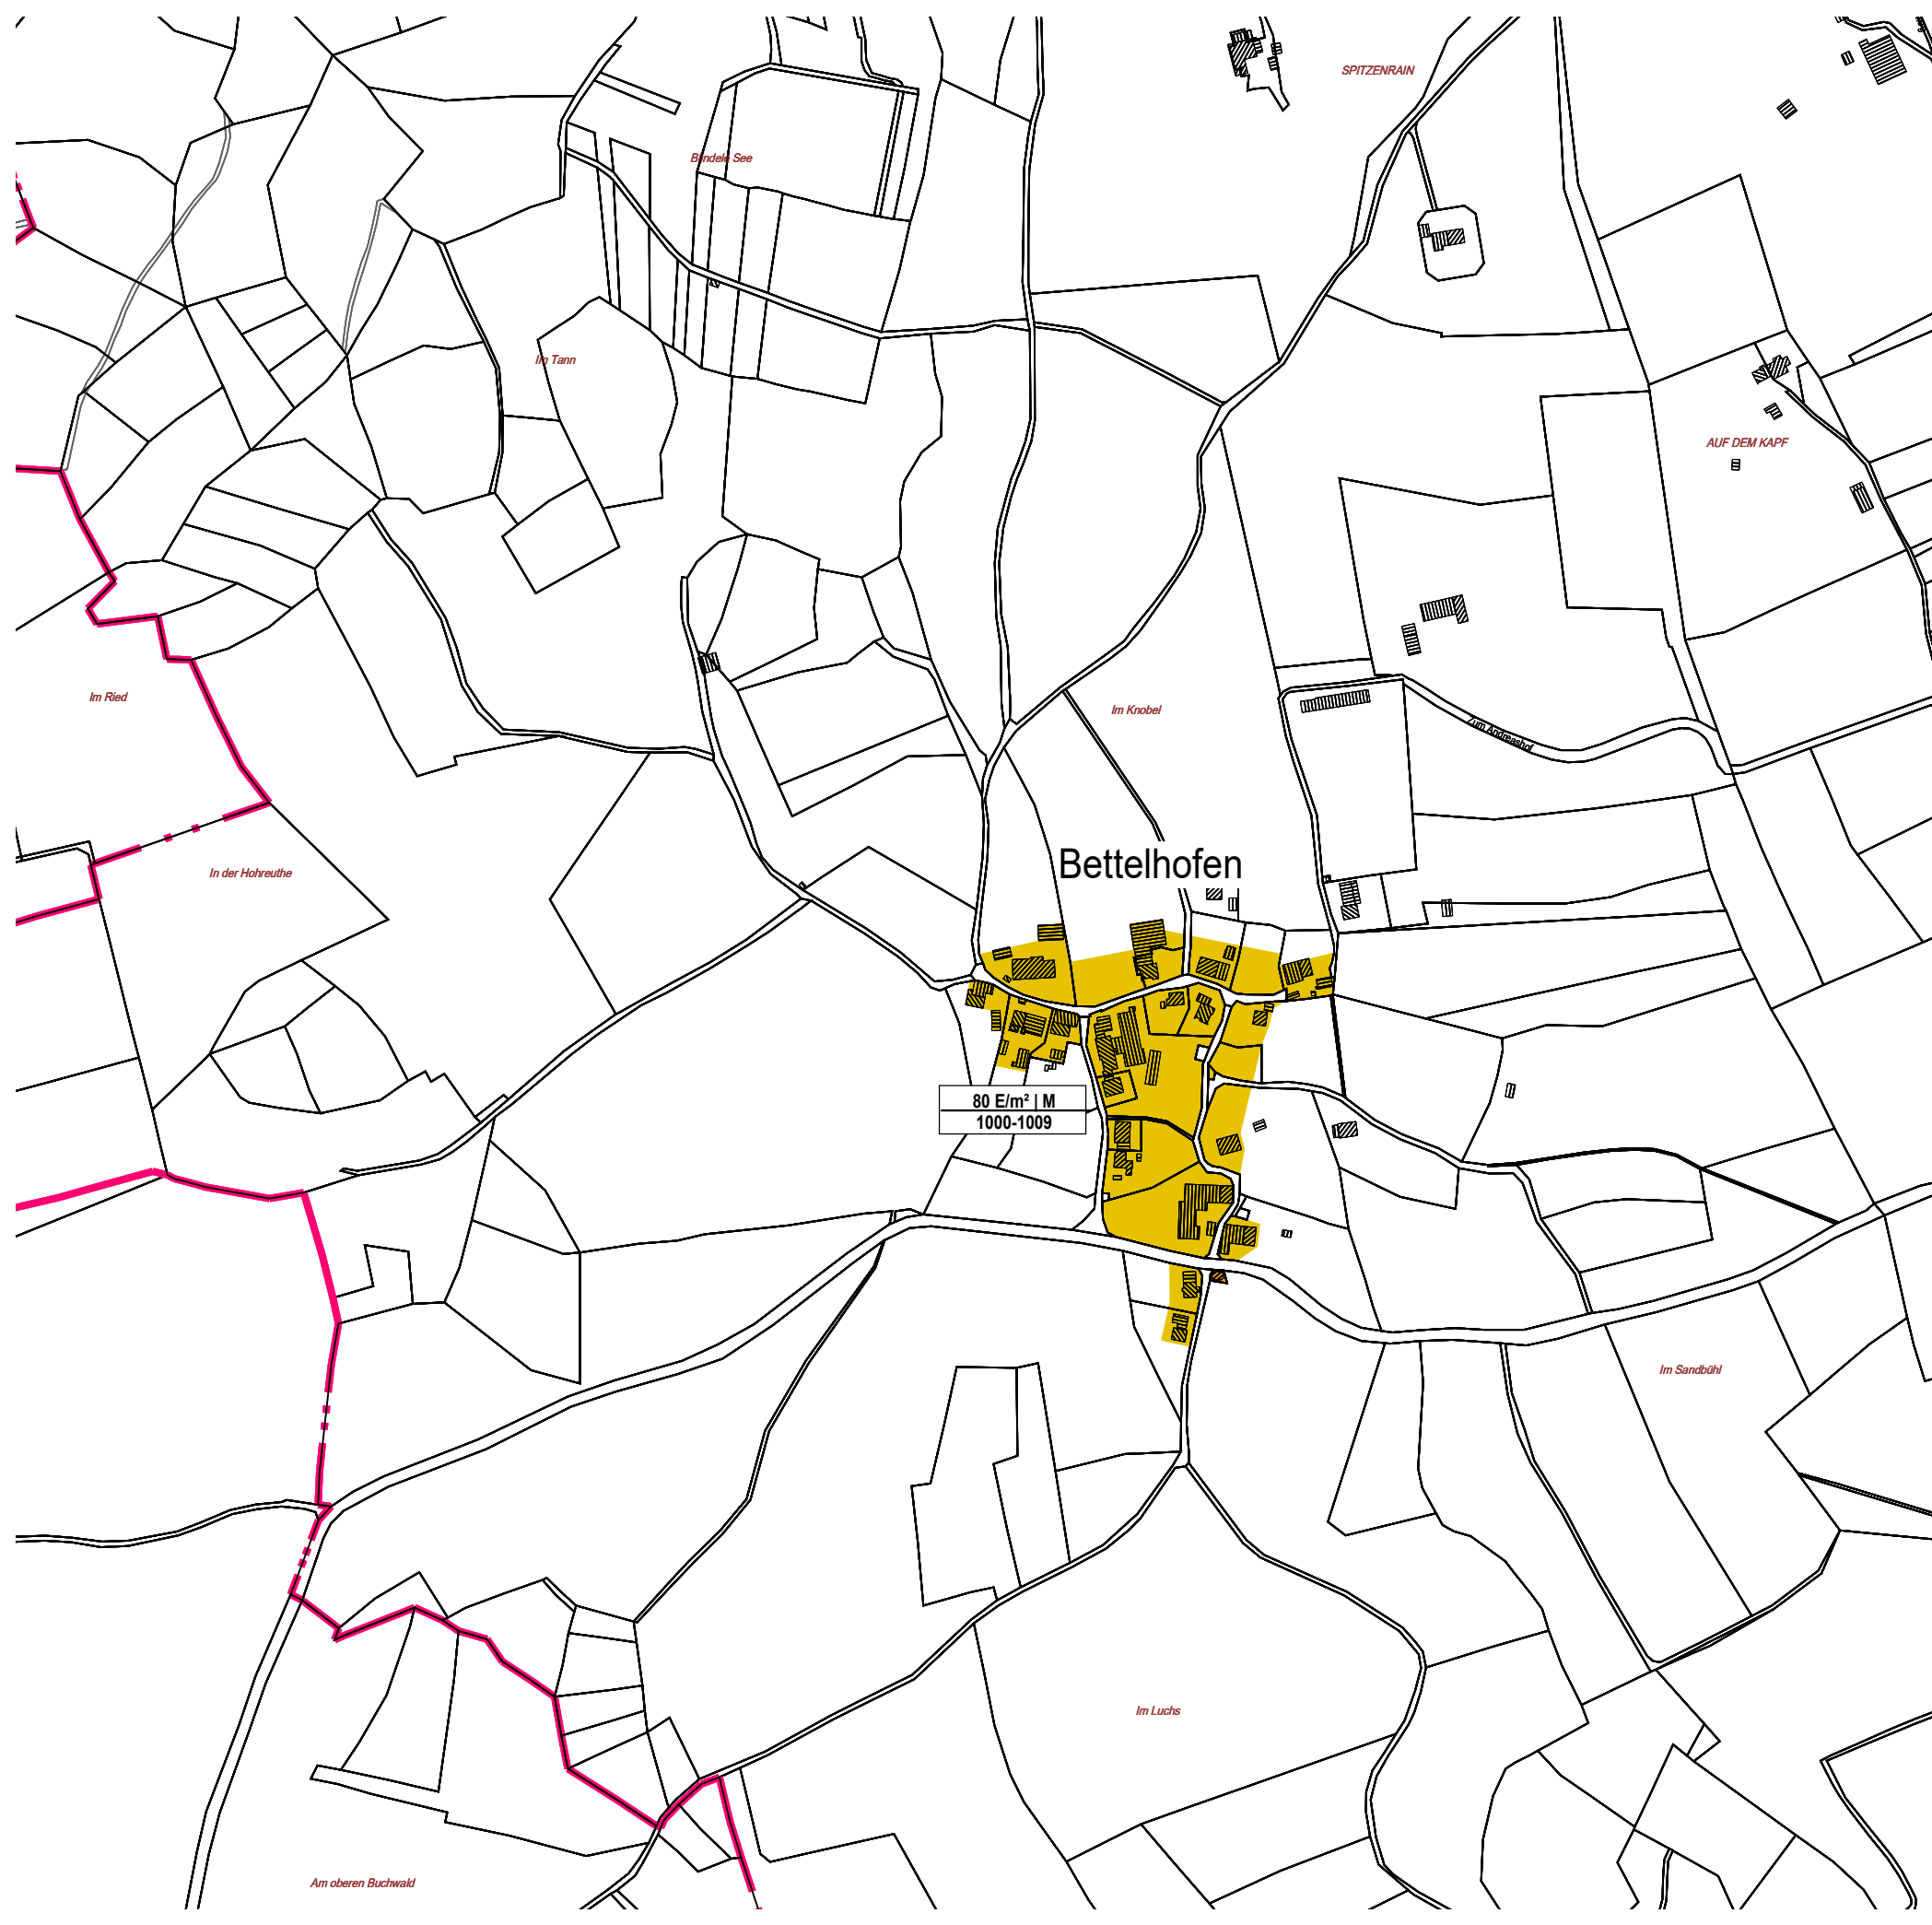 SPITZENRAIN
Bündele See
Im Tann
AUF DEM KAPF
Im Ried
Im Knobel
Zum Andreashof
Bettelhofen
In der Hohreuthe
80 E/m² | M
1000-1009
Im Sandbühl
Im Luchs
Am oberen Buchwald